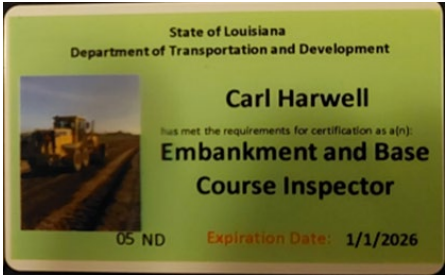 State of Louisiana
Department of Transportation and Development
Carl Harwell
has met the requirements for certification as a(n):
Embankment and Base
Course Inspector
05 ND Expiration Date: 1/1/2026